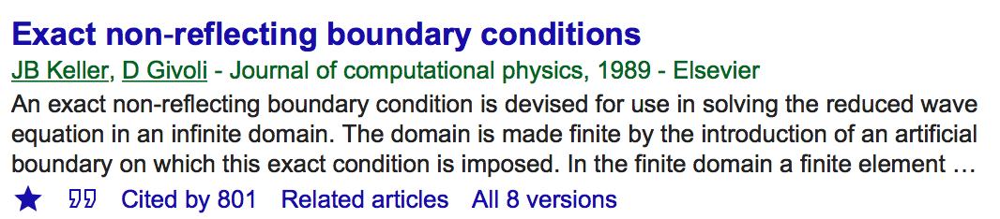 Exact non-reflecting boundary conditions
JB Keller, D Givoli - Journal of computational physics, 1989 - Elsevier
An exact non-reflecting boundary condition is devised for use in solving the reduced wave
equation in an infinite domain. The domain is made finite by the introduction of an artificial
boundary on which this exact condition is imposed. In the finite domain a finite element …
Cited by 801 Related articles All 8 versions